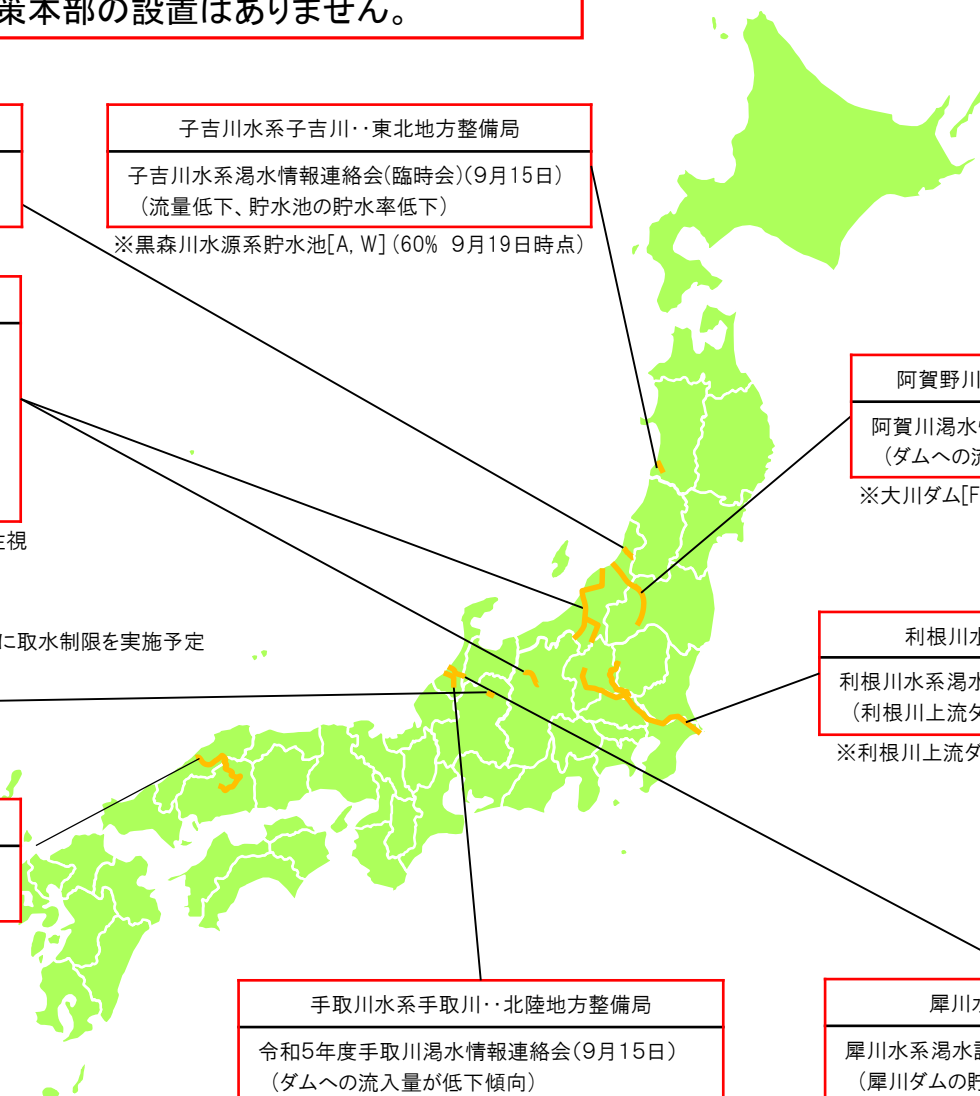 策本部の設置はありません。
子吉川水系子吉川‥東北地方整備局
子吉川水系渇水情報連絡会(臨時会)(9月15日)
（流量低下、貯水池の貯水率低下）
※黒森川水源系貯水池[A, W] (60% 9月19日時点)
阿賀野川
阿賀川渇水
（ダムへの流
※大川ダム[F
視
に取水制限を実施予定
利根川水
利根川水系渇水
（利根川上流ダ
※利根川上流ダ
手取川水系手取川‥北陸地方整備局
令和5年度手取川渇水情報連絡会(9月15日)
（ダムへの流入量が低下傾向）
犀川水
犀川水系渇水調
（犀川ダムの貯